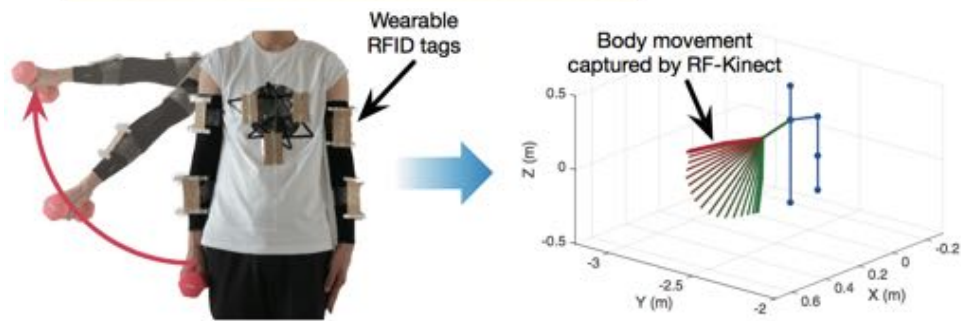 Wearable
RFID tags
Body movement
captured by RF-Kinect
0.5
0
-0.5
Z (m)
-3
-2.5
-2
Y (m)
0.6
0.4
0.2
0
-0.2
X (m)